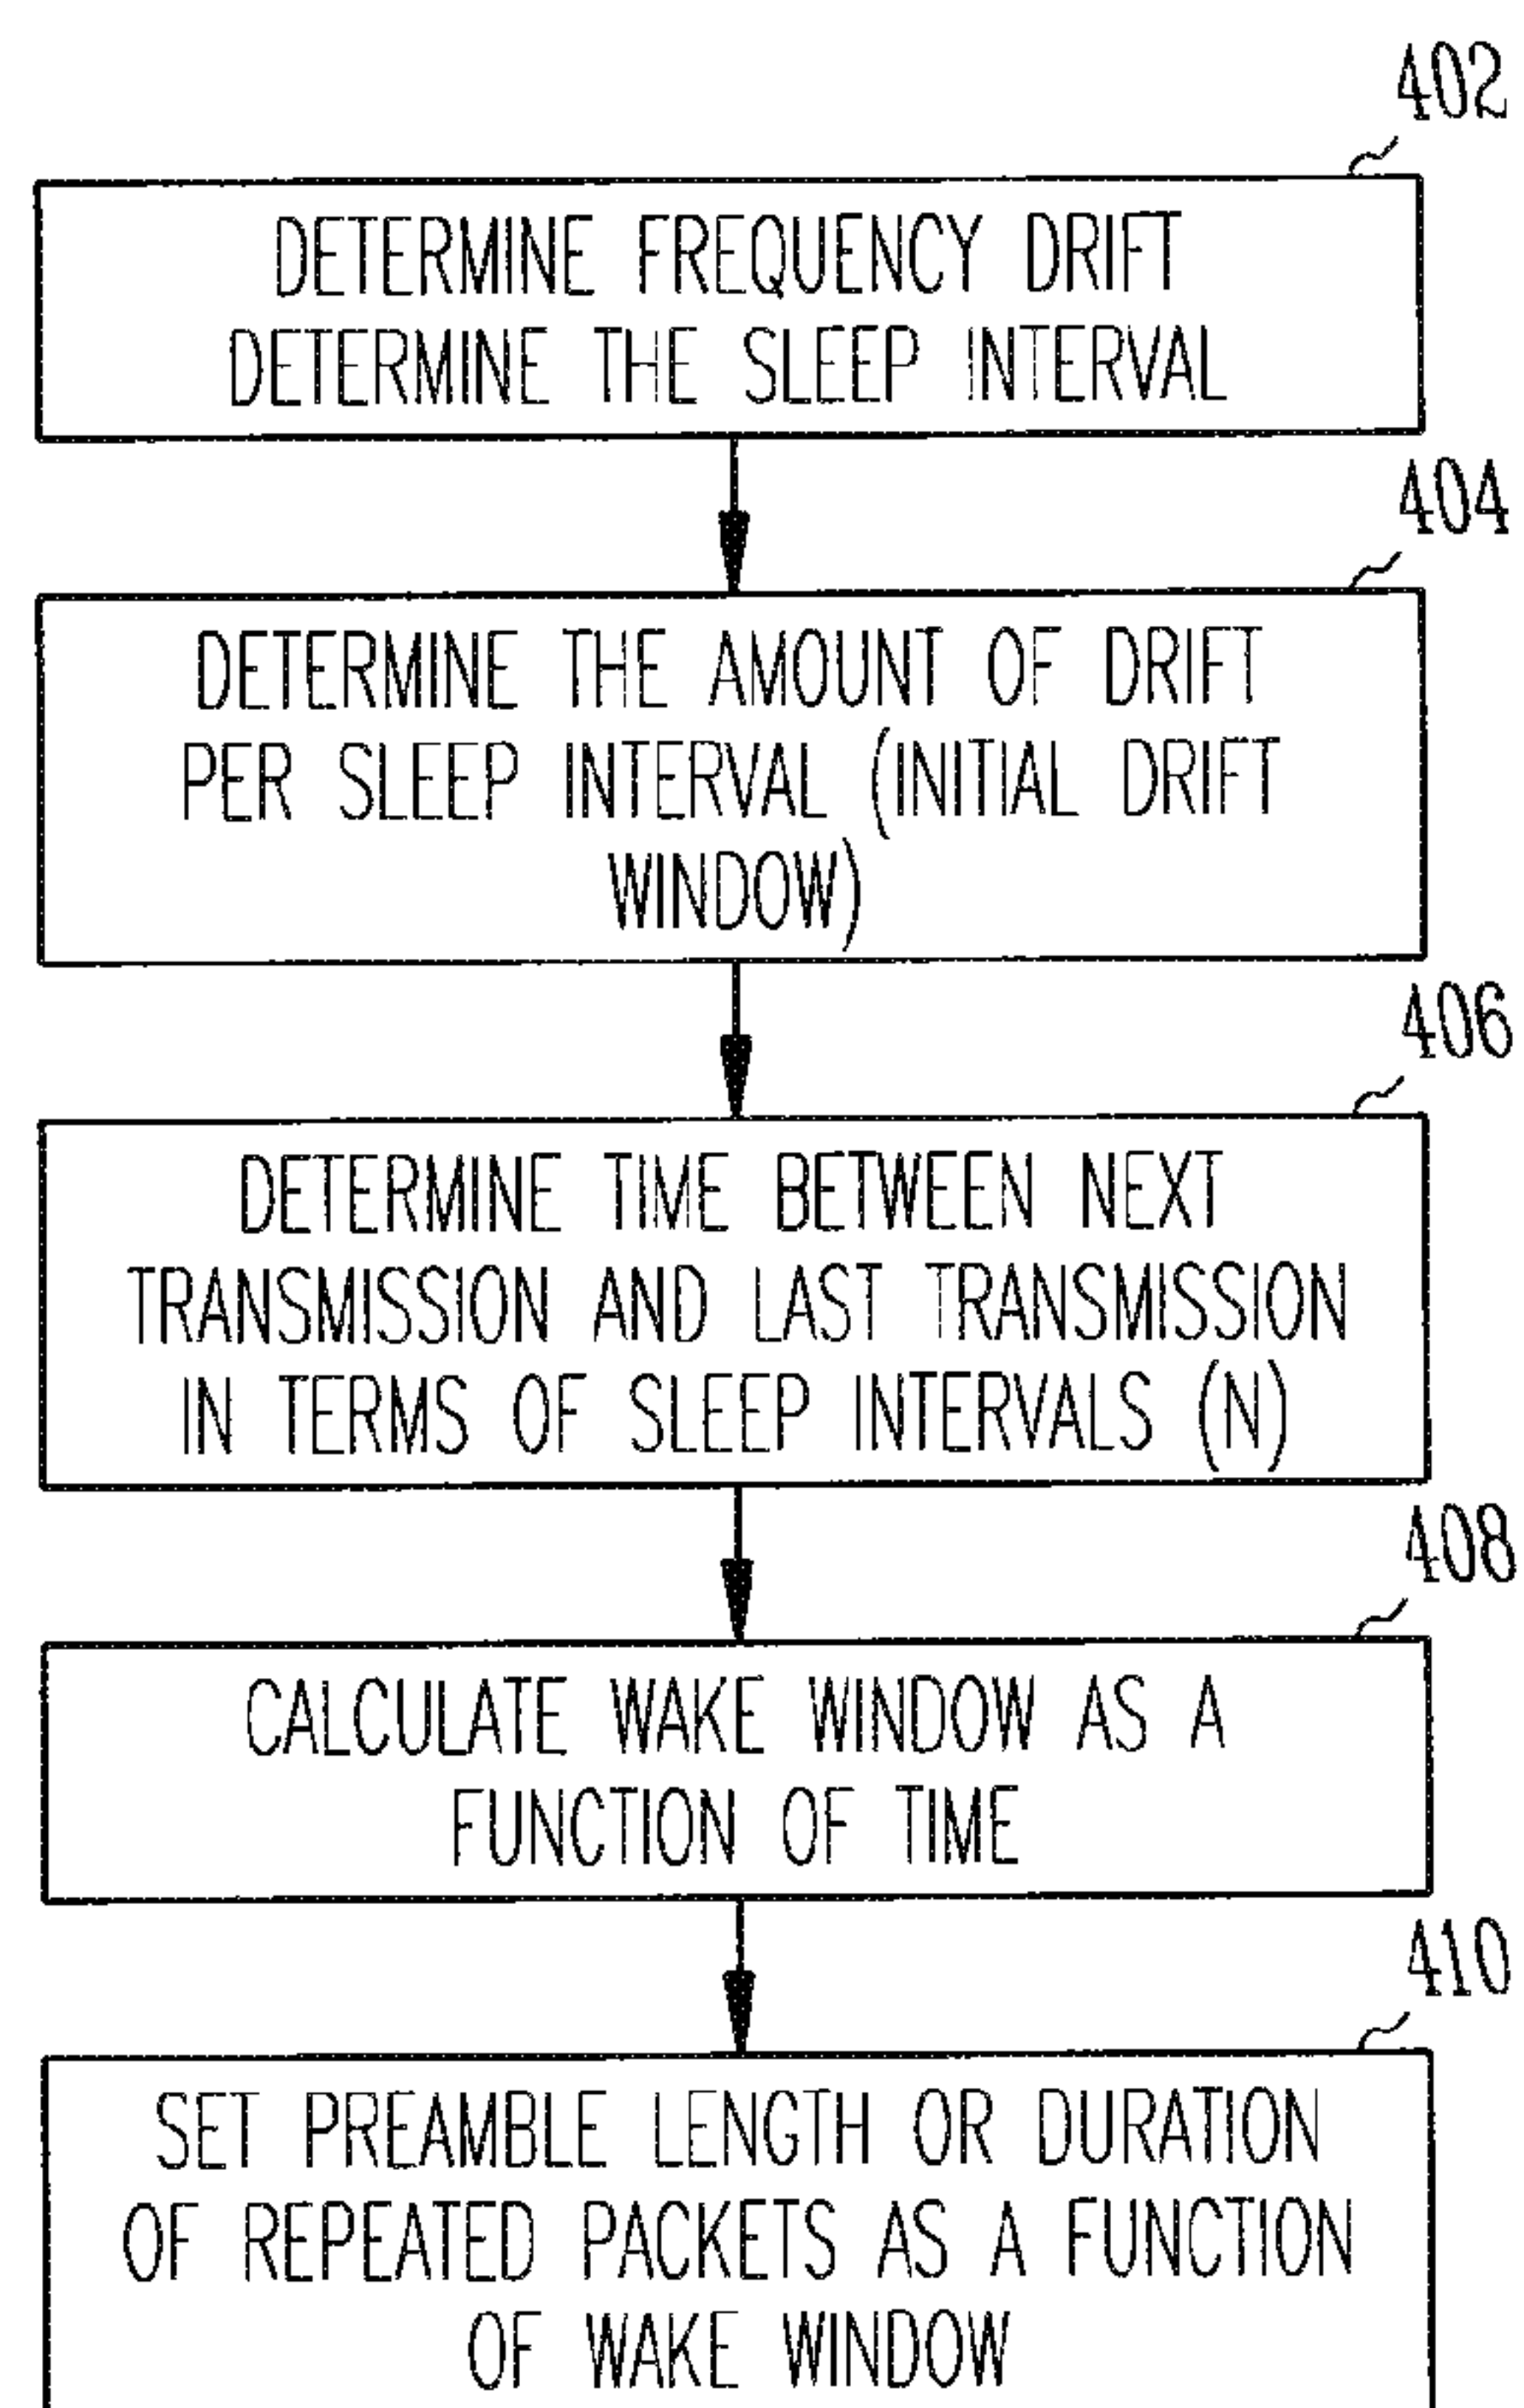 402
DETERMINE FREQUENCY DRIFT
DETERMINE THE SLEEP INTERVAL
404
DETERMINE THE AMOUNT OF DRIFT
PER SLEEP INTERVAL (INITIAL DRIFT
WINDOW)
406
DETERMINE TIME BETWEEN NEXT
TRANSMISSION AND LAST TRANSMISSION
IN TERMS OF SLEEP INTERVALS (N)
408
CALCULATE WAKE WINDOW AS A
FUNCTION OF TIME
410
SET PREAMBLE LENGTH OR DURATION
OF REPEATED PACKETS AS A FUNCTION
OF WAKE WINDOW